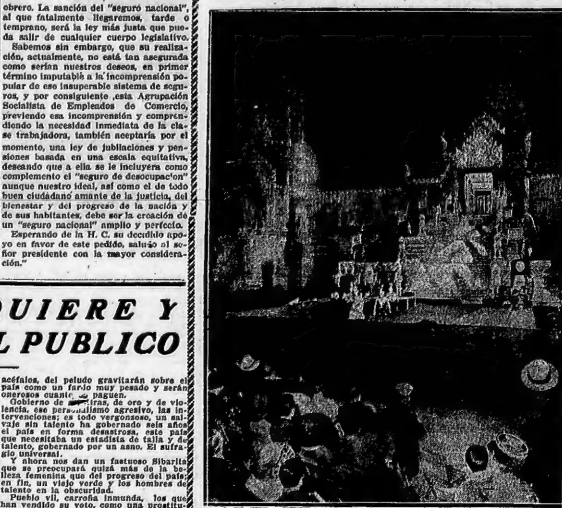 obrero. La sanción del "seguro nacional",
al que fatalmente llegaremos, tarde o
temprano, será la ley más justa que pue-
da salir de cualquier cuerpo legislativo.
Sabemos sin embargo, que su realiza-
ción, actualmente, no está tan asegurada
como serían nuestros deseos, en primer
término imputable a la incomprensión po-
pular de ese insuperable sistema de segu-
ros, y por consiguiente ,esta Agrupación
Socialista de Empleados de Comercio,
previendo esa incomprensión y compren-
diendo la necesidad inmediata de la cla-
se trabajadora, también aceptaría por el
momento, una ley de jubilaciones y pen-
siones basada en una escala equitativa,
deseando que a ella se le incluyera como
complemento el "seguro de desocupación"
aunque nuestro ideal, así como el de todo
buen ciudadano amante de la justicia, del
bienestar y del progreso de la nación y
de sus habitantes, debe ser la creación de
un "seguro nacional" amplio y perfecto.
Esperando de la H. C. su decidido apo-
yo en favor de este pedido, saludo al se-
ñor presidente con la mayor considera-
ción."
QUIERE Y
L PUBLICO
acéfalos, del peludo gravitarán sobre el
país como un fardo muy pesado y serán
onerosos cuante paguen.
Gobierno de de oro y de vio-
lencia, ese personalismo agresivo, las in-
tervenciones; es todo vergonzoso, un sal-
vaje sin talento ha gobernado seis años
el país en forma desastrosa, este país
que necesitaba un estadista de talla y de
talento, gobernado por un asno. El sufra-
gio universal.
Y ahora nos dan un fastuoso Sibarita
que se preocupará quizá más de la be-
lleza femenina que del progreso del país;
en fin, un viejo verde y los hombres de
talento en la obscuridad.
Pueblo vil, carroña inmunda, los que
han vendido su voto, como una prostitu-